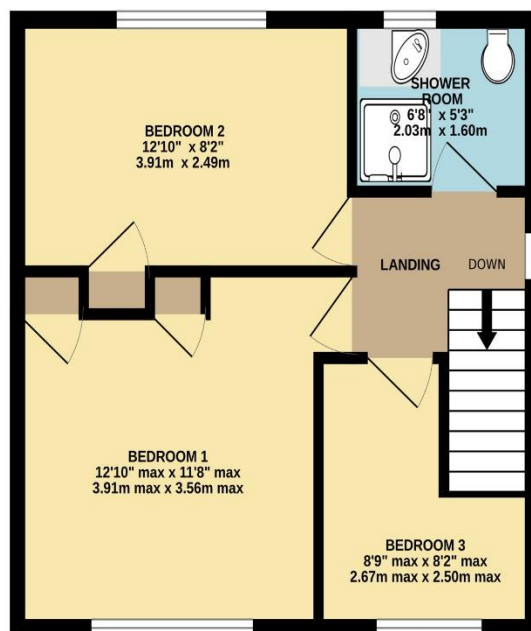 BEDROOM 2
12'10" x 8'2"
3.91m x 2.49m
SHOWER
ROOM
6'8" x 5'3"
2.03m x 1.60m
LANDING
DOWN
BEDROOM 1
12'10" max x 11'8" max
3.91m max x 3.56m max
BEDROOM 3
8'9" max x 8'2" max
2.67m max x 2.50m max